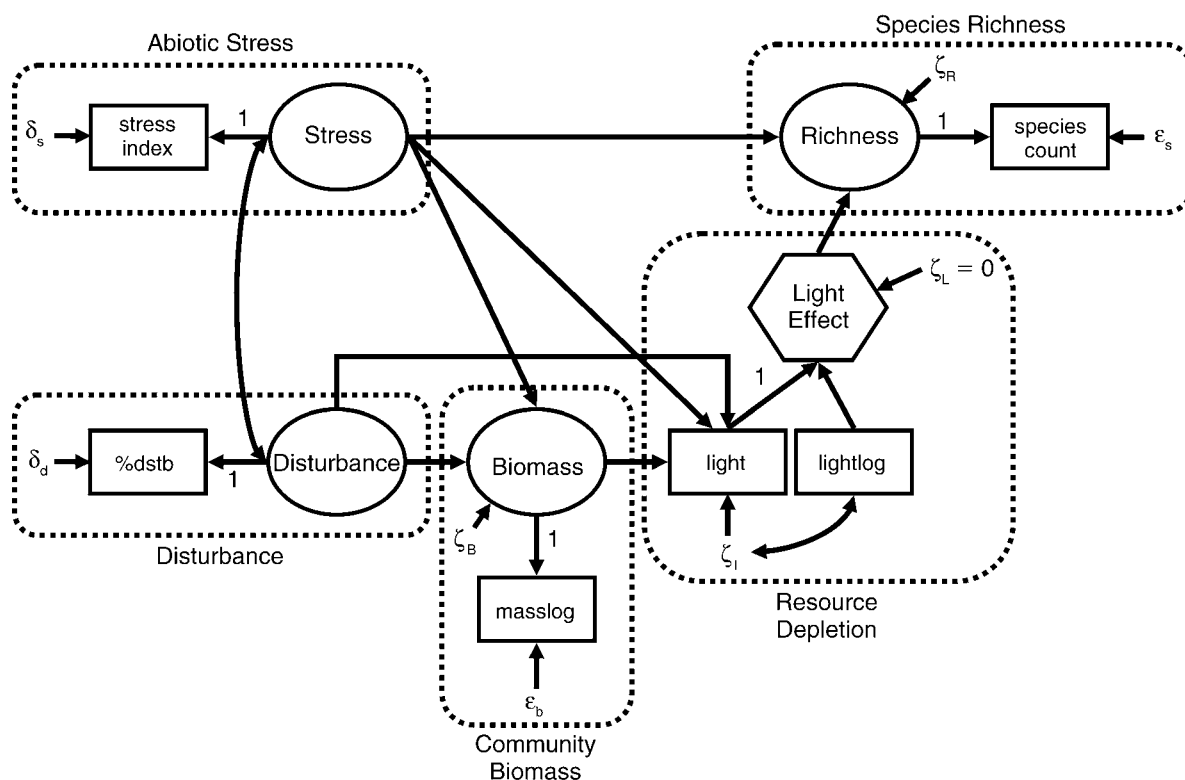 Abiotic Stress
Species Richness
δs
stress
index
1
Stress
Richness
ζR
1
species
count
εs
Light
Effect
ζL = 0
1
δd
%dstb
1
Disturbance
Biomass
light
lightlog
ζB
1
ζl
Disturbance
masslog
εb
Resource
Depletion
Community
Biomass